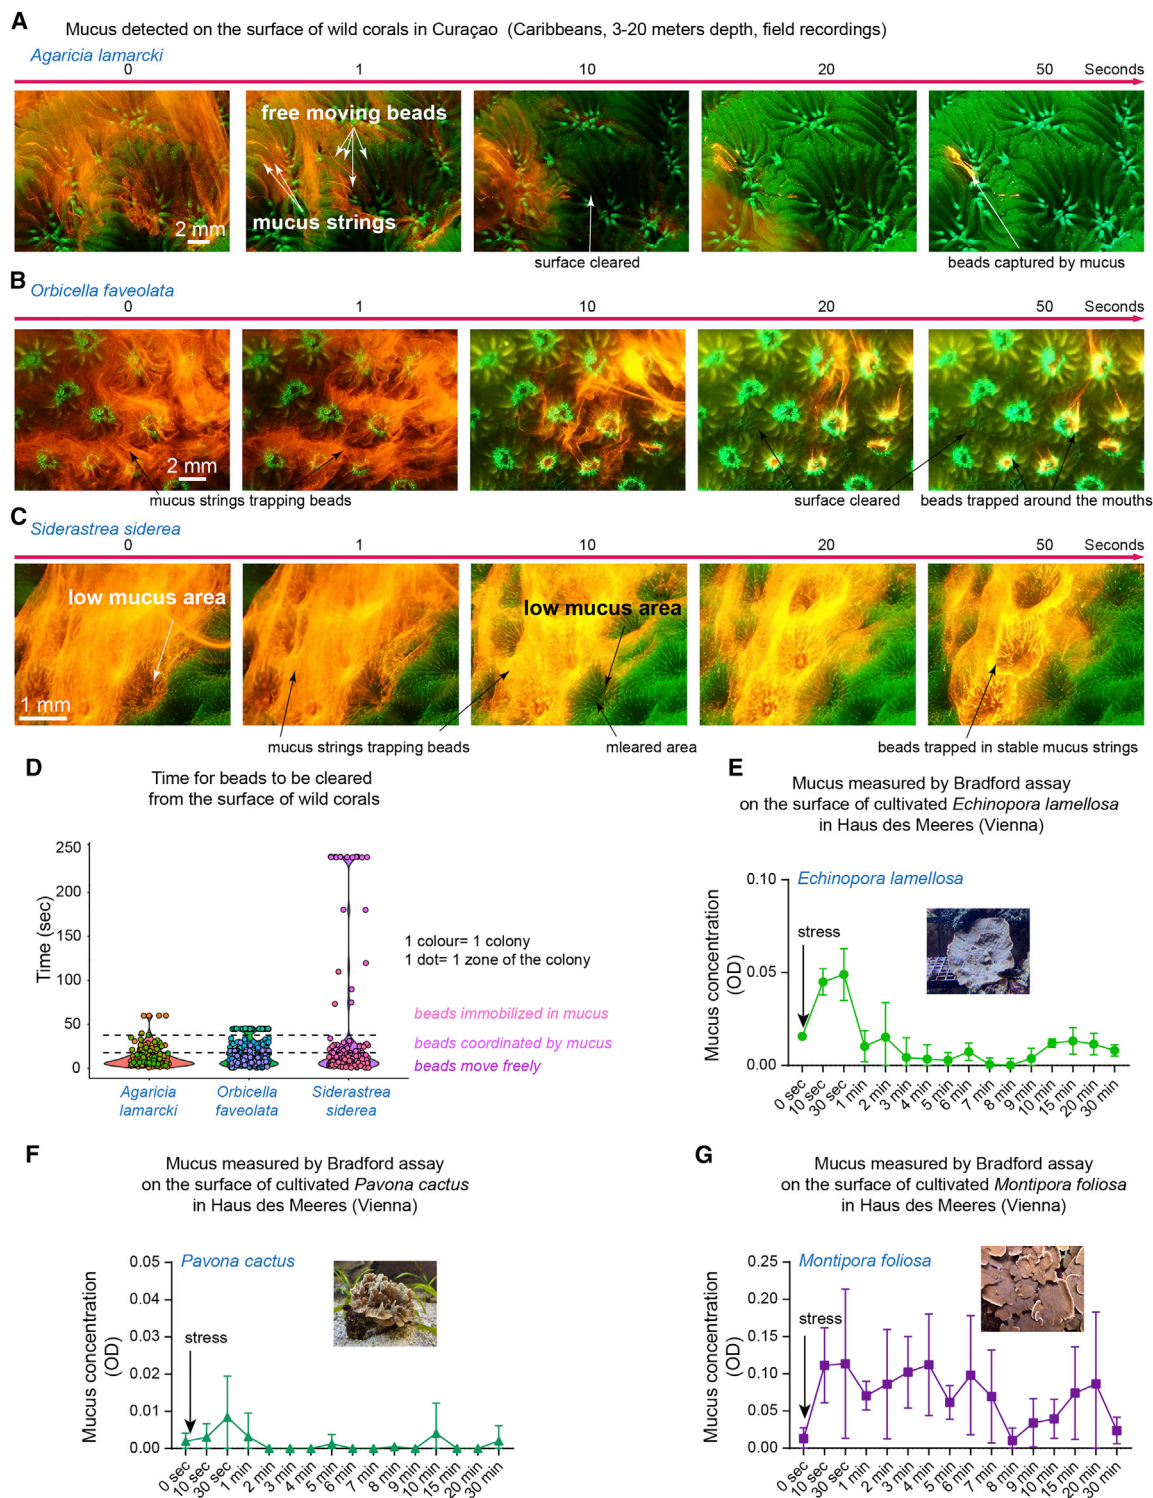 A
Mucus detected on the surface of wild corals in Curaçao (Caribbeans, 3-20 meters depth, field recordings)
Agaricia lamarcki
0 1 10 20 50 Seconds
free moving beads
mucus strings
2 mm
surface cleared
beads captured by mucus
B
Orbicella faveolata
0 1 10 20 50 Seconds
2 mm
mucus strings trapping beads
surface cleared
beads trapped around the mouths
C
Siderastrea siderea
0 1 10 20 50 Seconds
low mucus area
low mucus area
1 mm
mucus strings trapping beads
mleared area
beads trapped in stable mucus strings
D
Time for beads to be cleared
from the surface of wild corals
Time (sec)
250
200
150
100
50
0
1 colour= 1 colony
1 dot= 1 zone of the colony
beads immobilized in mucus
beads coordinated by mucus
beads move freely
Agaricia
lamarcki
Orbicella
faveolata
Siderastrea
siderea
E
Mucus measured by Bradford assay
on the surface of cultivated Echinopora lamellosa
in Haus des Meeres (Vienna)
Echinopora lamellosa
stress
Mucus concentration
(OD)
0.10
0.05
0.00
0 sec 10 sec 30 sec 1 min 2 min 3 min 4 min 5 min 6 min 7 min 8 min 9 min 10 min 15 min 20 min 30 min
F
Mucus measured by Bradford assay
on the surface of cultivated Pavona cactus
in Haus des Meeres (Vienna)
Pavona cactus
stress
Mucus concentration
(OD)
0.05
0.04
0.03
0.02
0.01
0.00
0 sec 10 sec 30 sec 1 min 2 min 3 min 4 min 5 min 6 min 7 min 8 min 9 min 10 min 15 min 20 min 30 min
G
Mucus measured by Bradford assay
on the surface of cultivated Montipora foliosa
in Haus des Meeres (Vienna)
Montipora foliosa
stress
Mucus concentration
(OD)
0.25
0.20
0.15
0.10
0.05
0.00
0 sec 10 sec 30 sec 1 min 2 min 3 min 4 min 5 min 6 min 7 min 8 min 9 min 10 min 15 min 20 min 30 min